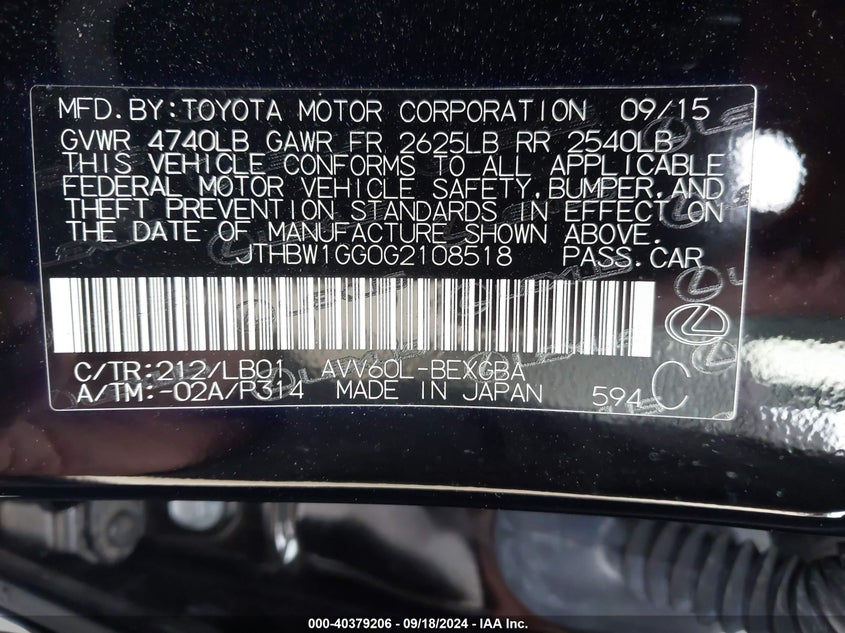 MFD.BY:TOYOTA MOTOR CORPORATION 09/15
GVWR 4740LB GAWR FR 2625LB RR 2540LB
THIS VEHICLE CONFORMS TO ALL APPLICABLE
FEDERAL MOTOR VEHICLE SAFETY,BUMPER,AND
THEFT PREVENTION STANDARDS IN EFFECT ON
THE DATE OF MANUFACTURE SHOWN ABOVE.
JTHBW1GG0G2108518 PASS.CAR
C/TR:212/LB01 AVV60L-BEXGBA
A/TM:-02A/P314 MADE IN JAPAN 594 C
000-40379206 - 09/18/2024 - IAA Inc.